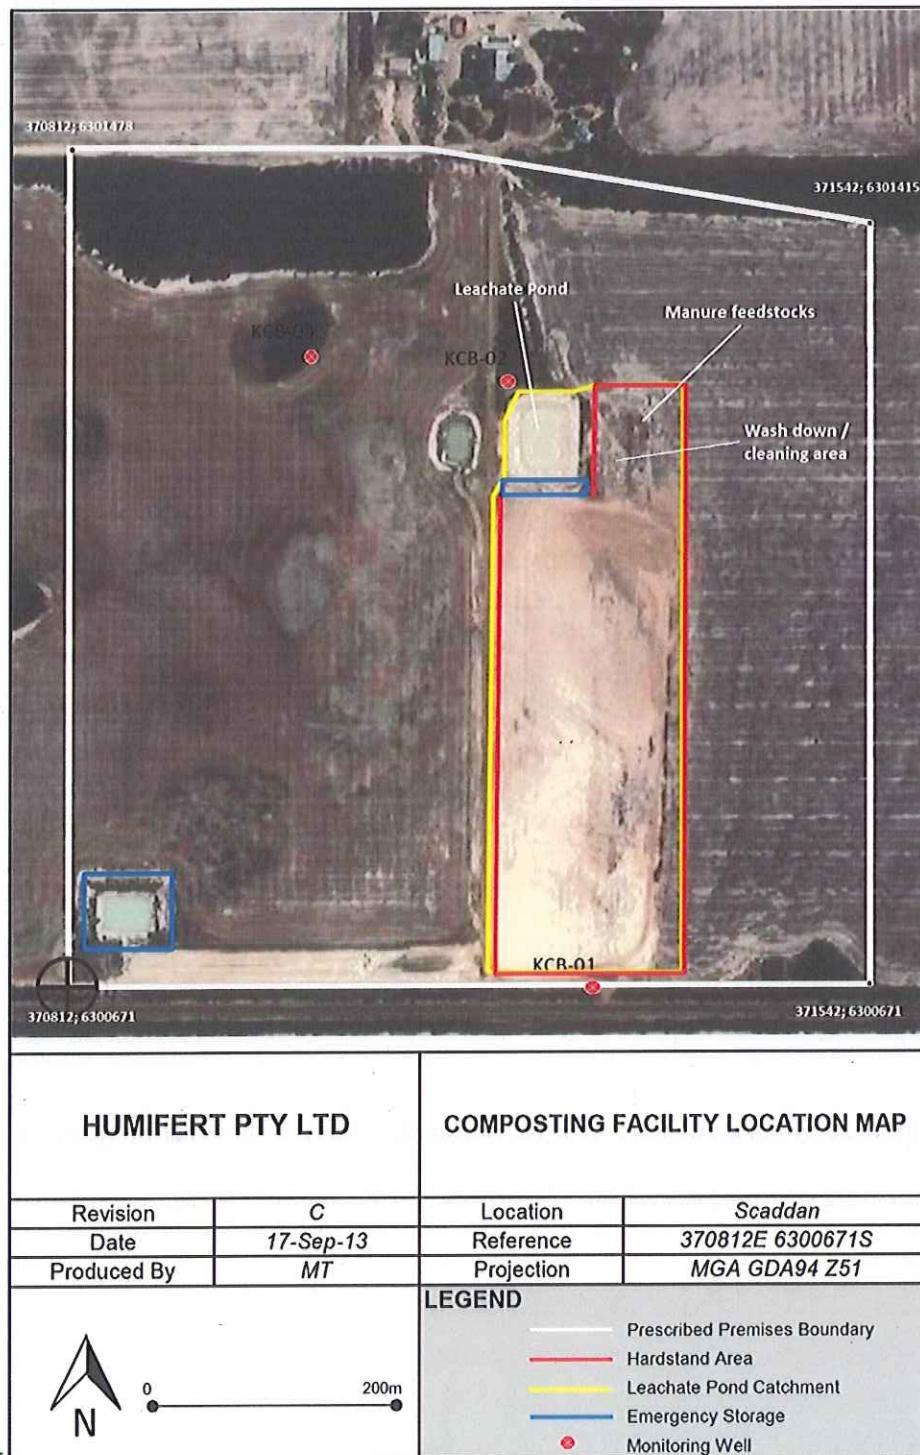 370812; 6301478
371542; 6301415
Leachate Pond
Manure feedstocks
KCB-02
Wash down /
cleaning area
KCB-01
370812; 6300671
371542; 6300671
HUMIFERT PTY LTD
COMPOSTING FACILITY LOCATION MAP
Revision C Location Scaddan
Date 17-Sep-13 Reference 370812E 6300671S
Produced By MT Projection MGA GDA94 Z51
LEGEND
Prescribed Premises Boundary
Hardstand Area
Leachate Pond Catchment
Emergency Storage
Monitoring Well
0 200m
N